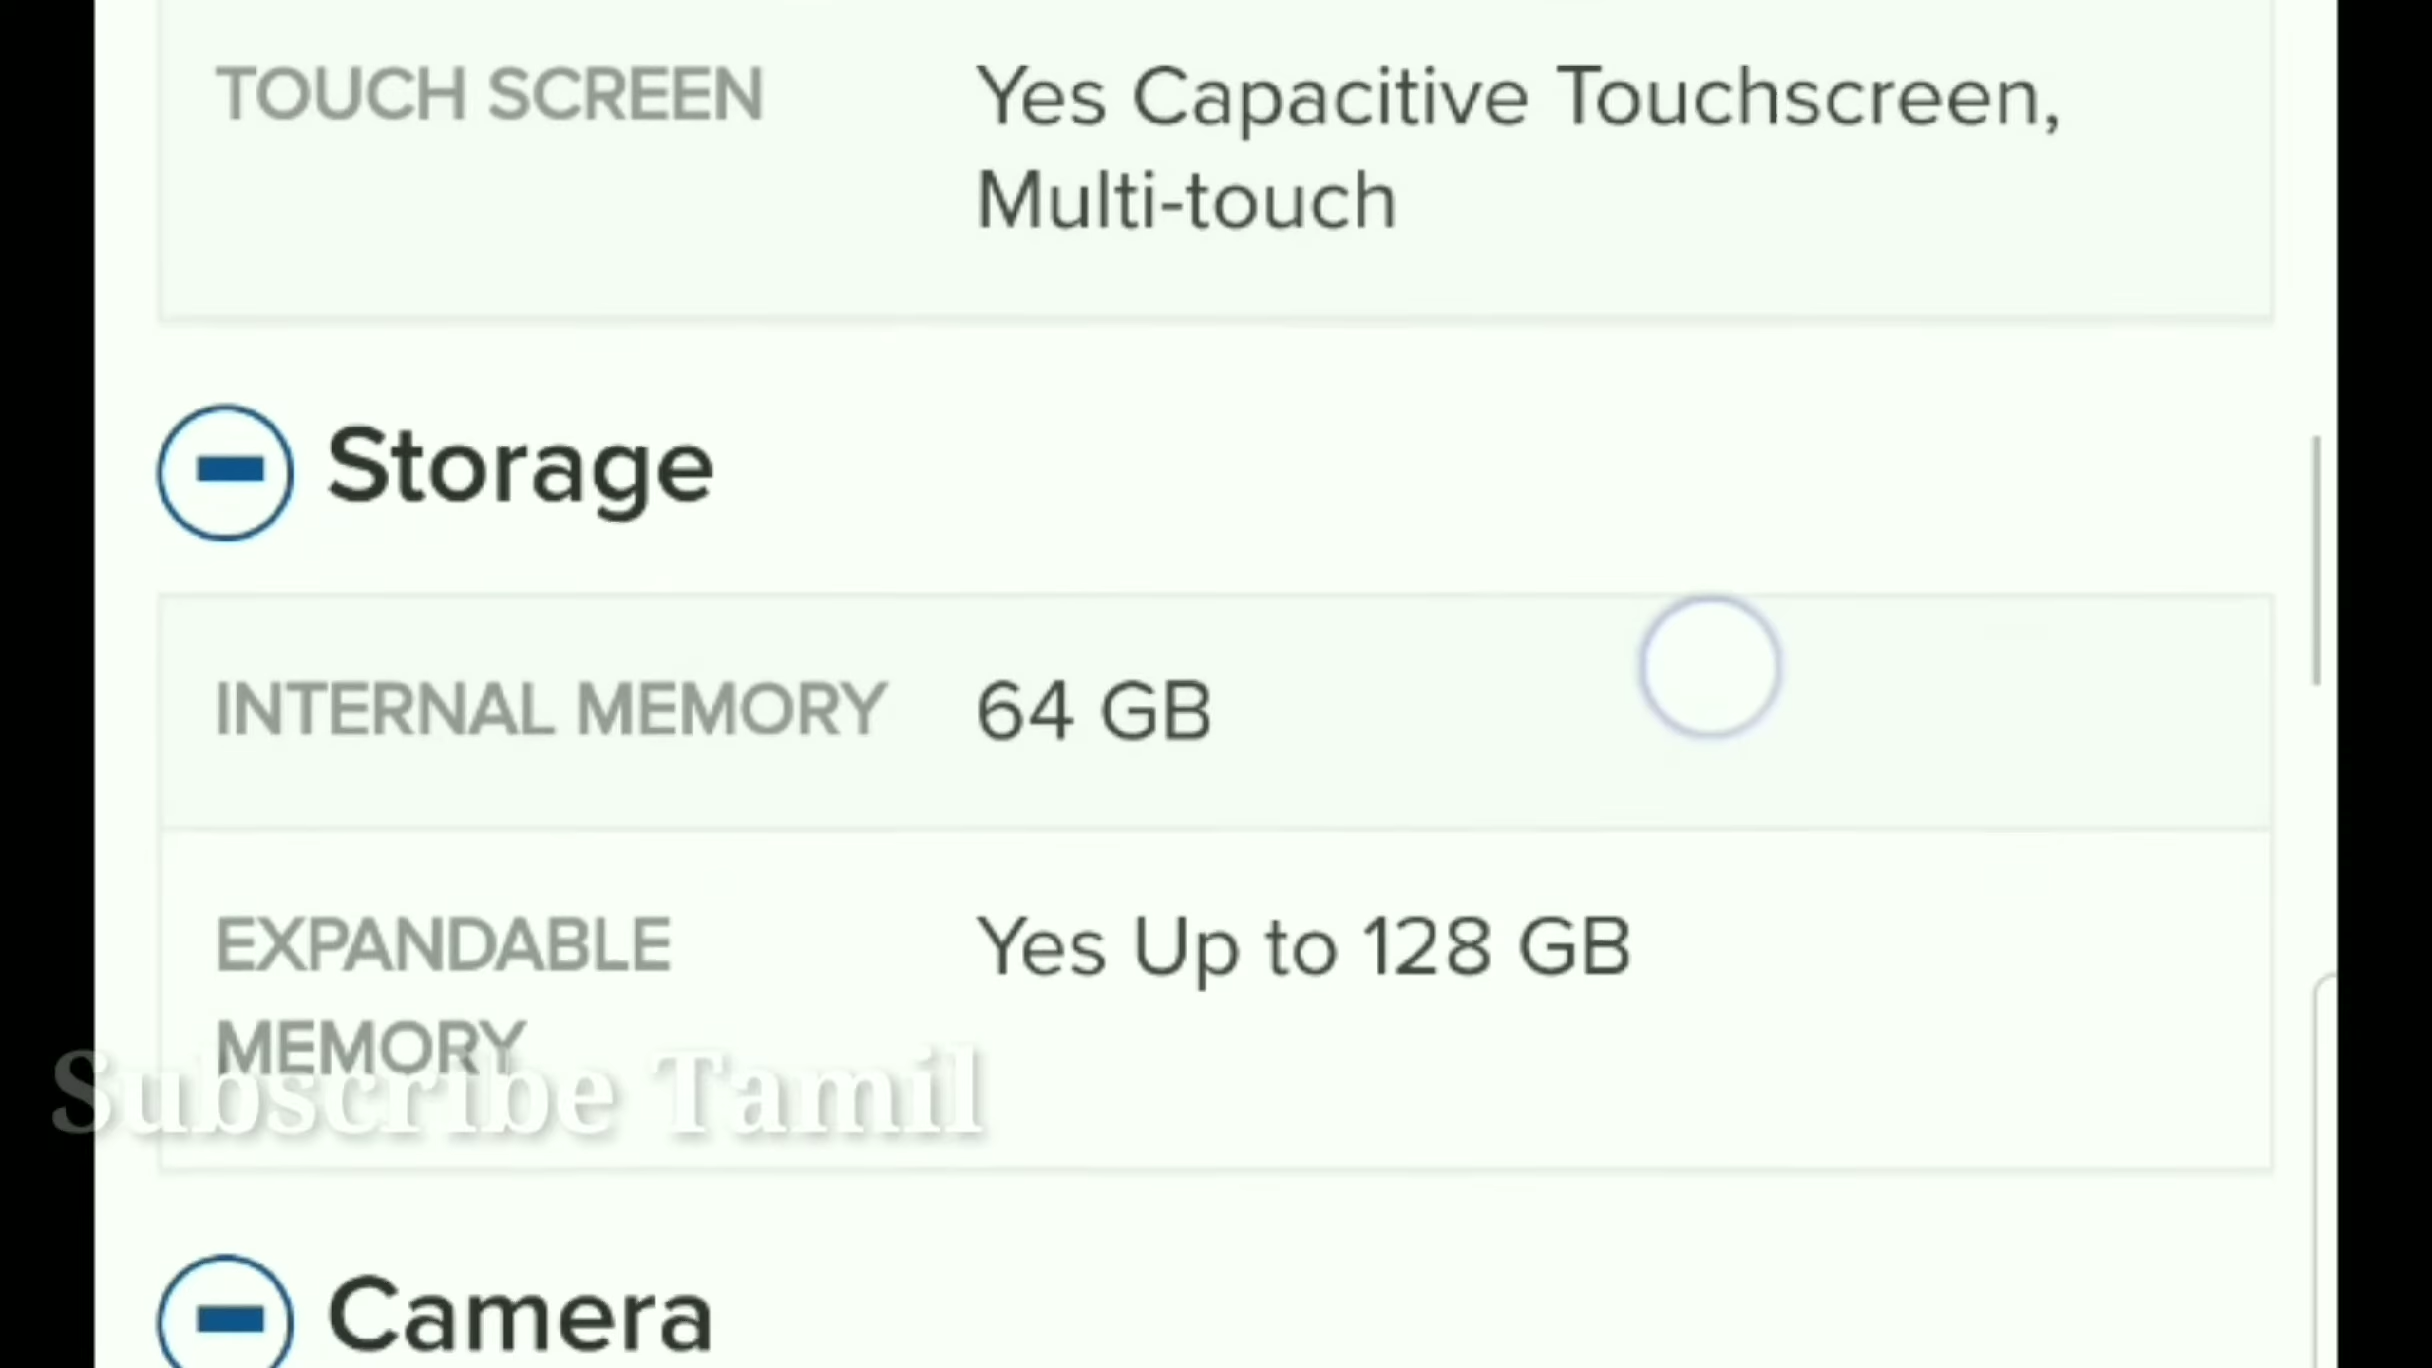 TOUCH SCREEN
Yes Capacitive Touchscreen,
Multi-touch
Storage
INTERNAL MEMORY
64 GB
EXPANDABLE
MEMORY
Yes Up to 128 GB
Subscribe Tamil
Camera